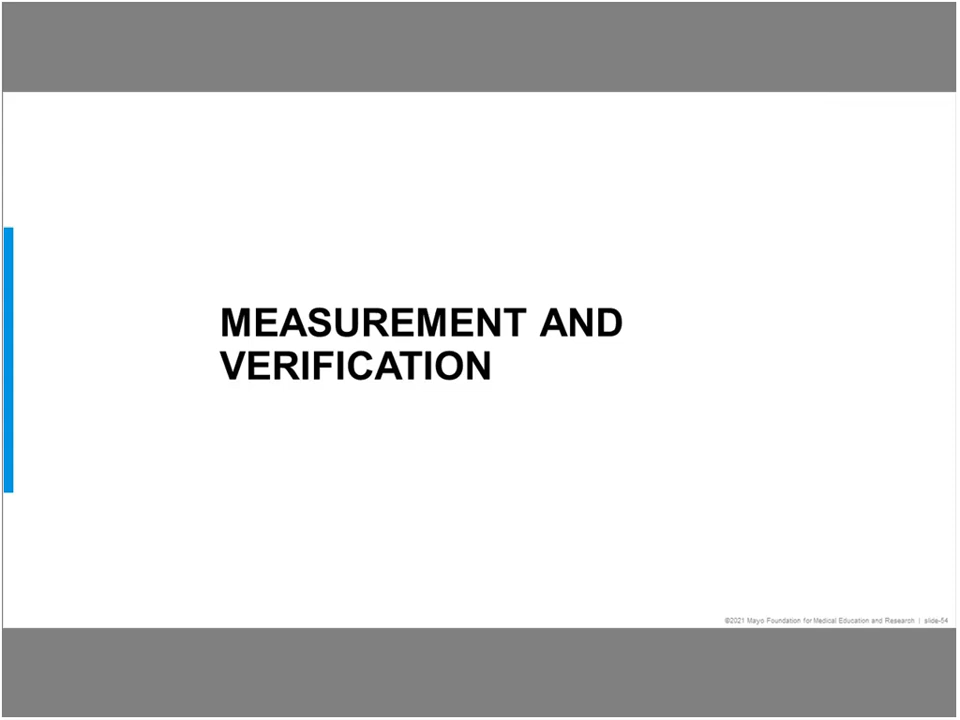 MEASUREMENT AND
VERIFICATION
©2021 Mayo Foundation for Medical Education and Research | slide-54